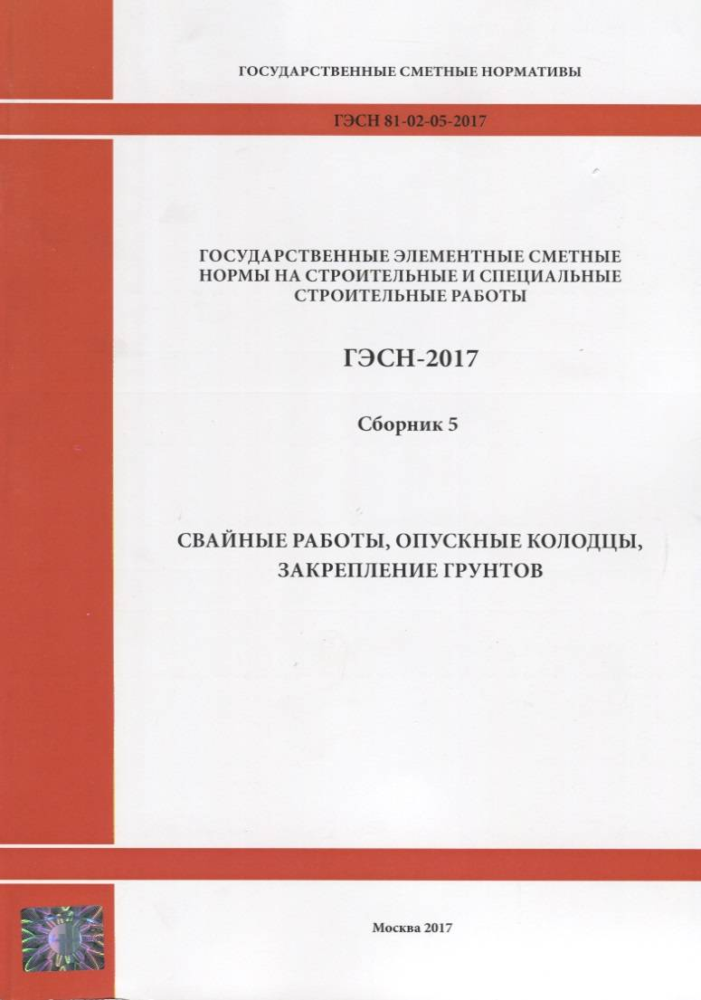 ГОСУДАРСТВЕННЫЕ СМЕТНЫЕ НОРМАТИВЫ
ГЭСН 81-02-05-2017
ГОСУДАРСТВЕННЫЕ ЭЛЕМЕНТНЫЕ СМЕТНЫЕ
НОРМЫ НА СТРОИТЕЛЬНЫЕ И СПЕЦИАЛЬНЫЕ
СТРОИТЕЛЬНЫЕ РАБОТЫ
ГЭСН-2017
Сборник 5
СВАЙНЫЕ РАБОТЫ, ОПУСКНЫЕ КОЛОДЦЫ,
ЗАКРЕПЛЕНИЕ ГРУНТОВ
Москва 2017